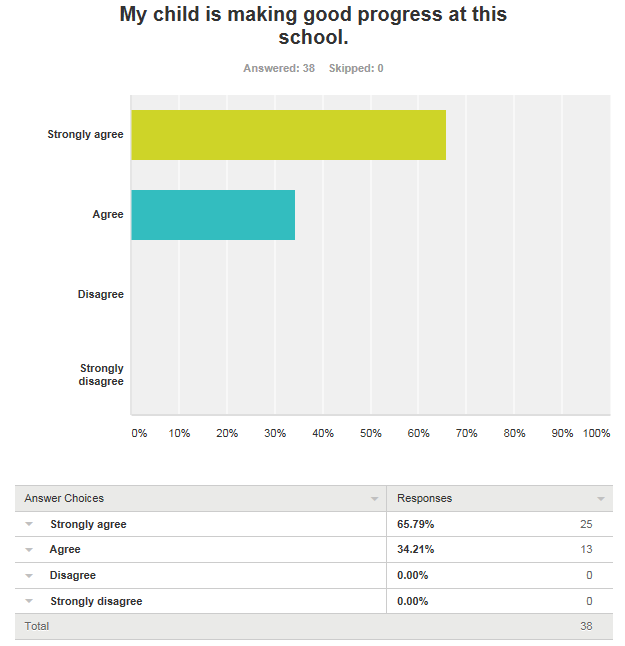 My child is making good progress at this
school.
Answered: 38 Skipped: 0
Strongly agree
Agree
Disagree
Strongly
disagree
0% 10% 20% 30% 40% 50% 60% 70% 80% 90% 100%
Answer Choices Responses
Strongly agree 65.79% 25
Agree 34.21% 13
Disagree 0.00% 0
Strongly disagree 0.00% 0
Total 38